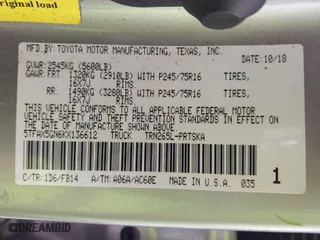 original load
MFD. BY: TOYOTA MOTOR MANUFACTURING, TEXAS, INC.
GVWR: 2545KG (5600LB) 10/18
GAWR: FRT. 1320KG (2910LB) WITH P245/75R16 TIRES,
16X7J RIMS.
RR. 1490KG (3280LB) WITH P245/75R16 TIRES,
16X7J RIMS.
THIS VEHICLE CONFORMS TO ALL APPLICABLE FEDERAL MOTOR
VEHICLE SAFETY, BUMPER, AND THEFT PREVENTION STANDARDS
IN EFFECT ON THE DATE OF MANUFACTURE SHOWN ABOVE.
5TFAX5GN6KX136612 TRUCK TRN265L-PRTSKA
C/TR: 1D6/FB14 A/TM: A06A/AC60E MADE IN U.S.A. 035 1